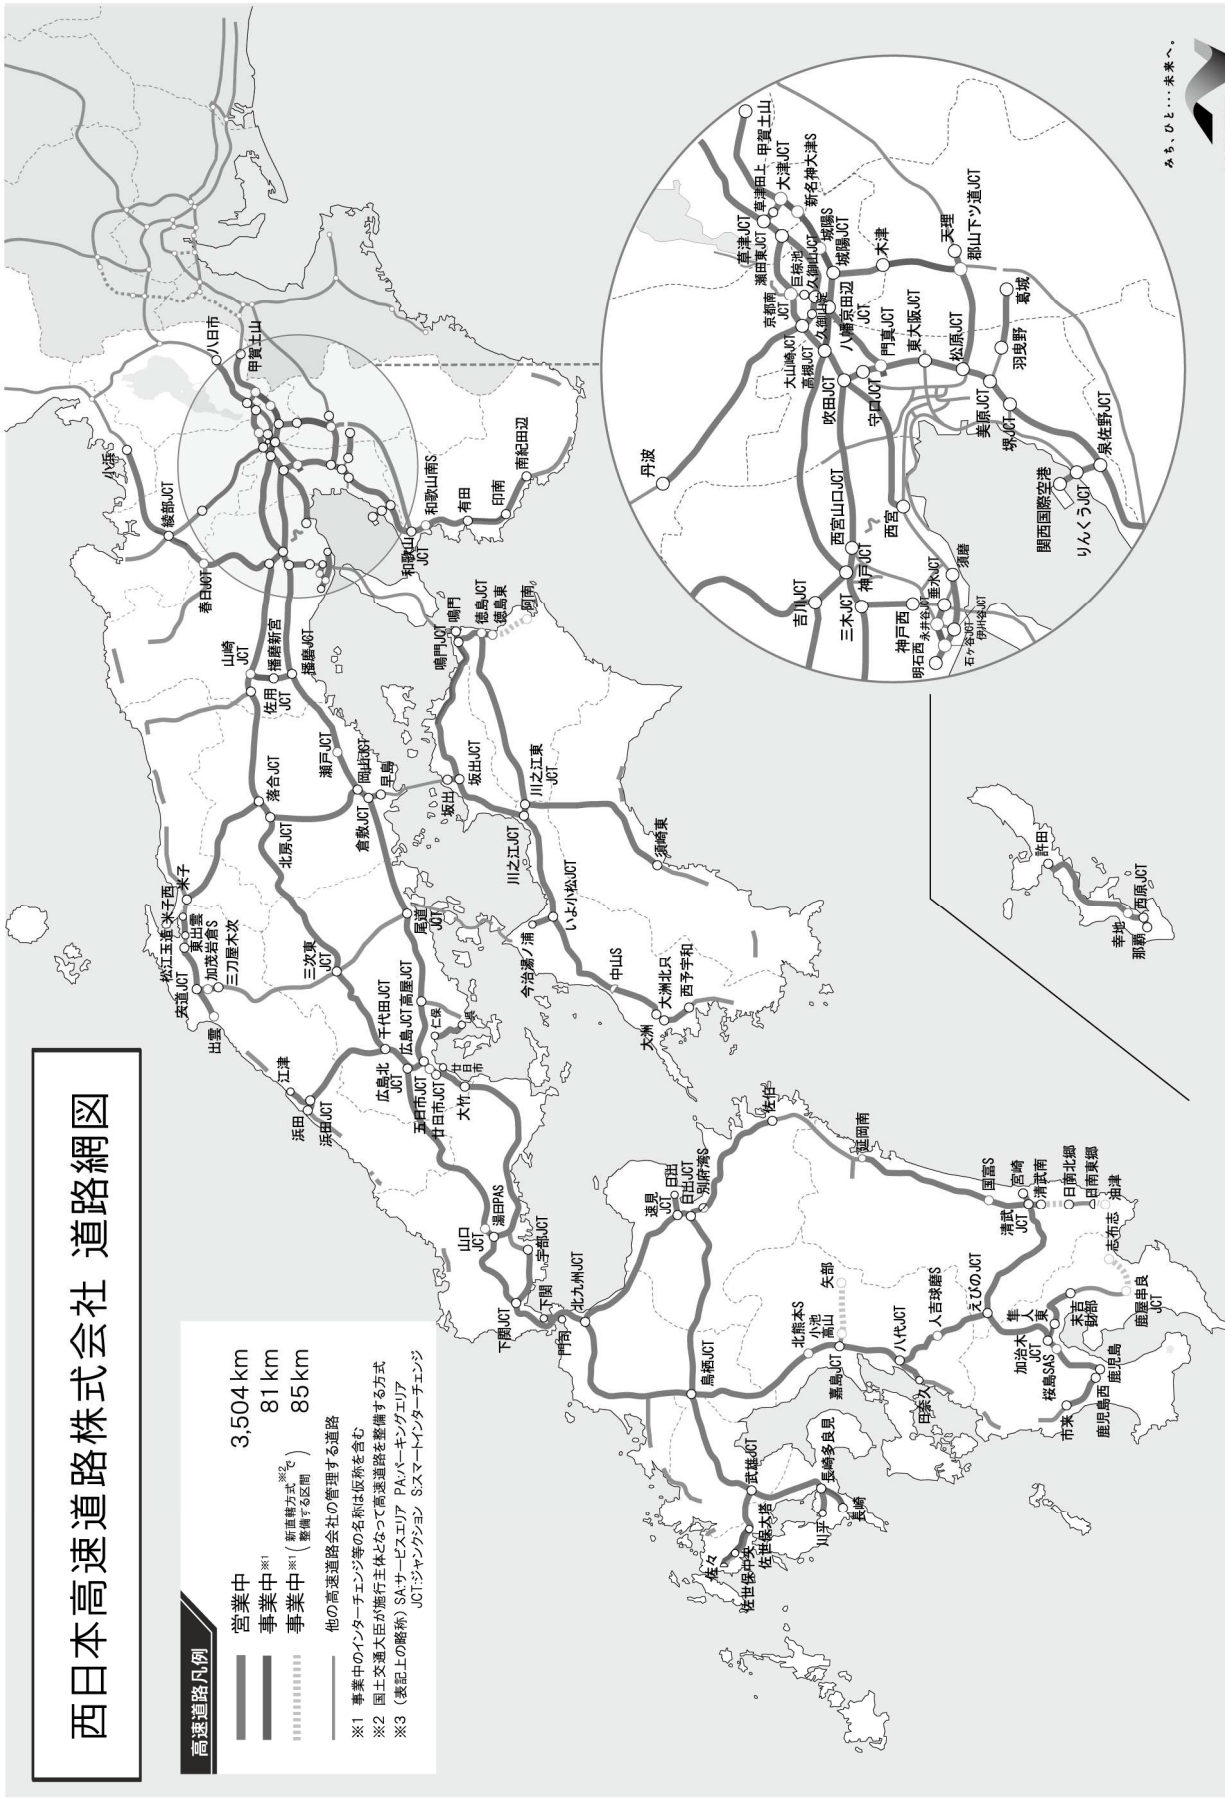 西日本高速道路株式会社 道路網図
高速道路凡例
営業中 3,504km
事業中※1 81km
事業中※1(新直轄方式※2で整備する区間) 85km
他の高速道路会社の管理する道路
※1 事業中のインターチェンジ等の名称は仮称を含む
※2 国土交通大臣が施行主体となって高速道路を整備する方式
※3 (表記上の略称) SA:サービスエリア PA:パーキングエリア
JCT:ジャンクション S:スマートインターチェンジ
みち、ひと…未来へ。
八日市
甲賀土山
小浜
綾部JCT
春日JCT
和歌山JCT
和歌山南S
有田
印南
南紀田辺
山崎JCT
播磨新宮
播磨JCT
佐用JCT
瀬戸JCT
岡山JCT
早島
倉敷JCT
落合JCT
北房JCT
米子
米子西
東出雲
松江玉造
宍道JCT
加茂岩倉S
三刀屋木次
出雲
三次東JCT
尾道JCT
千代田JCT
高屋JCT
広島JCT
仁保
呉
広島北JCT
五日市JCT
廿日市JCT
廿日市
大竹
江津
浜田
浜田JCT
山口JCT
湯田PAS
宇部JCT
下関JCT
下関
門司
北九州JCT
鳴門
鳴門JCT
徳島JCT
徳島東
阿南
坂出
坂出JCT
川之江東JCT
川之江JCT
須崎東
いよ小松JCT
今治湯ノ浦
中山S
大洲
大洲北只
西予宇和
速見JCT
日出
日出JCT
別府湾S
佐伯
延岡南
国富S
宮崎
清武JCT
清武南
日南北郷
日南東郷
油津
志布志
鹿屋串良JCT
末吉財部
隼人東
加治木JCT
桜島SAS
鹿児島
鹿児島西
市来
えびのJCT
人吉球磨S
八代JCT
日奈久
嘉島JCT
小池高山
北熊本S
矢部
鳥栖JCT
武雄JCT
長崎多良見
長崎
川平
佐世保大塔
佐世保中央
佐々
許田
西原JCT
幸地
那覇
甲賀土山
草津田上
大津JCT
新名神大津S
草津JCT
瀬田東JCT
巨椋池
久御山JCT
城陽S
城陽JCT
木津
天理
郡山下ツ道JCT
京都南JCT
久御山淀
八幡京田辺JCT
大山崎JCT
高槻JCT
門真JCT
東大阪JCT
松原JCT
羽曳野
葛城
吹田JCT
守口JCT
美原JCT
堺JCT
泉佐野JCT
りんくうJCT
関西国際空港
丹波
西宮山口JCT
西宮
神戸JCT
吉川JCT
三木JCT
神戸西
永井谷JCT
垂水JCT
須磨
明石西
石ヶ谷JCT
伊川谷JCT